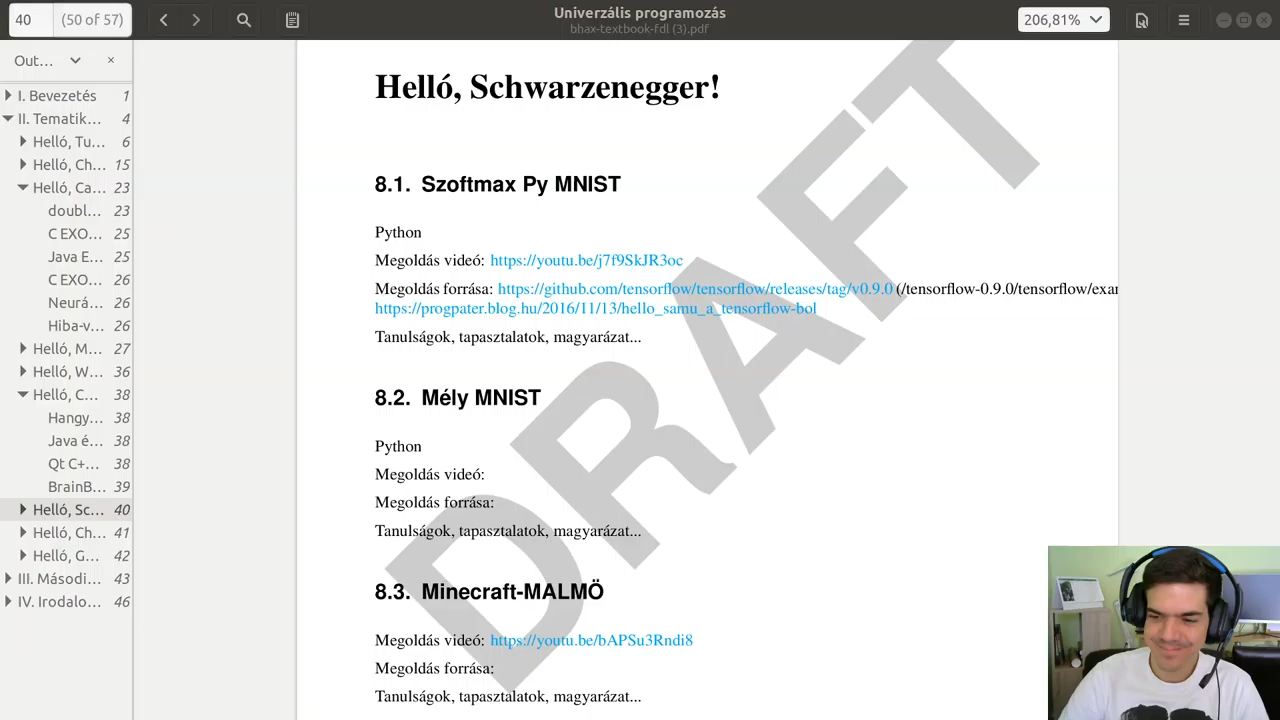 40
(50 of 57)
Univerzális programozás
bhax-textbook-fdl (3).pdf
206,81%
Out...
I. Bevezetés 1
II. Tematik... 4
Helló, Tu... 6
Helló, Ch... 15
Helló, Ca... 23
doubl... 23
C EXO... 25
Java E... 25
C EXO... 26
Neurá... 26
Hiba-v... 26
Helló, M... 27
Helló, W... 36
Helló, C... 38
Hangy... 38
Java é... 38
Qt C+... 38
BrainB... 39
Helló, Sc... 40
Helló, Ch... 41
Helló, G... 42
III. Másodi... 43
IV. Irodalo... 46
Helló, Schwarzenegger!
8.1. Szoftmax Py MNIST
Python
Megoldás videó: https://youtu.be/j7f9SkJR3oc
Megoldás forrása: https://github.com/tensorflow/tensorflow/releases/tag/v0.9.0 (/tensorflow-0.9.0/tensorflow/exam
https://progpater.blog.hu/2016/11/13/hello_samu_a_tensorflow-bol
Tanulságok, tapasztalatok, magyarázat...
8.2. Mély MNIST
Python
Megoldás videó:
Megoldás forrása:
Tanulságok, tapasztalatok, magyarázat...
8.3. Minecraft-MALMÖ
Megoldás videó: https://youtu.be/bAPSu3Rndi8
Megoldás forrása:
Tanulságok, tapasztalatok, magyarázat...
DRAFT